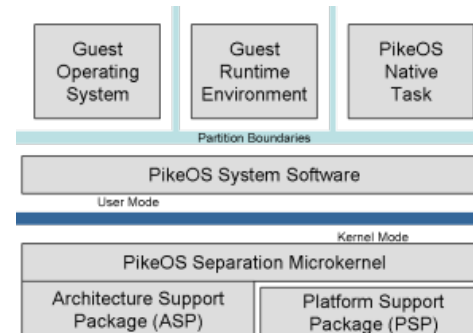 Guest
Operating
System
Guest
Runtime
Environment
PikeOS
Native
Task
Partition Boundaries
PikeOS System Software
User Mode
Kernel Mode
PikeOS Separation Microkernel
Architecture Support
Package (ASP)
Platform Support
Package (PSP)